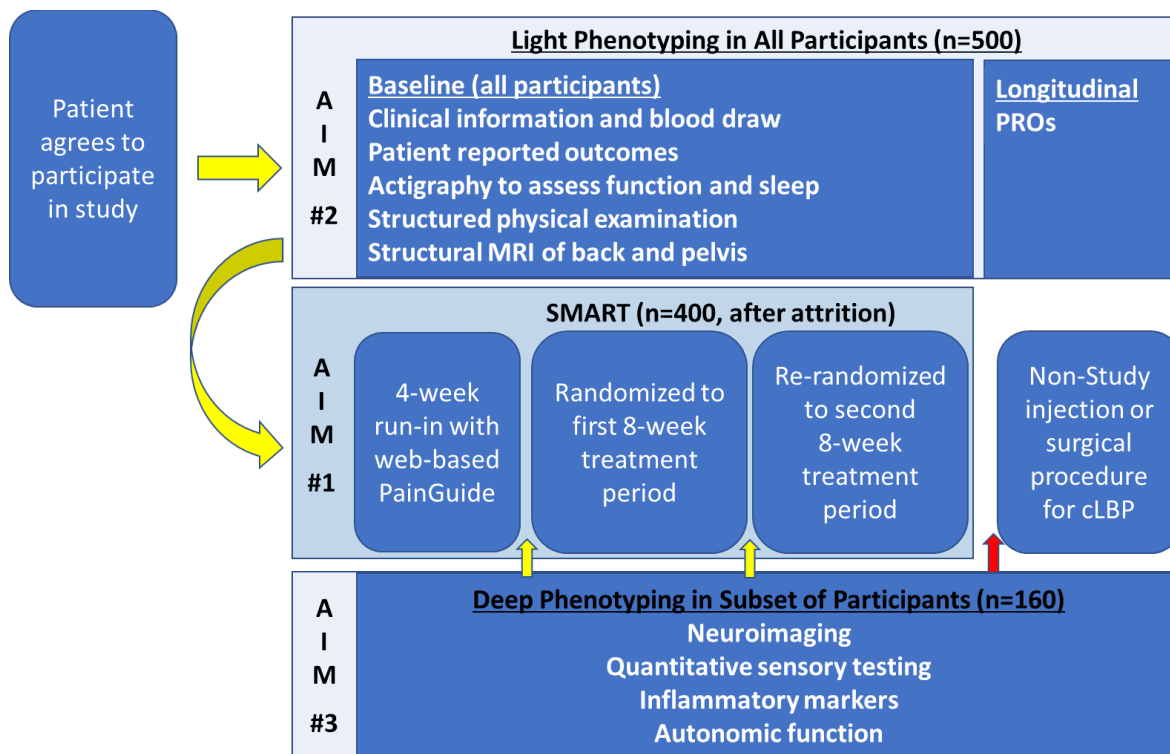 Patient
agrees to
participate
in study
Light Phenotyping in All Participants (n=500)
A
I
M
#2
Baseline (all participants)
Clinical information and blood draw
Patient reported outcomes
Actigraphy to assess function and sleep
Structured physical examination
Structural MRI of back and pelvis
Longitudinal
PROs
SMART (n=400, after attrition)
A
I
M
#1
4-week
run-in with
web-based
PainGuide
Randomized to
first 8-week
treatment
period
Re-randomized
to second
8-week
treatment
period
Non-Study
injection or
surgical
procedure
for cLBP
A
I
M
#3
Deep Phenotyping in Subset of Participants (n=160)
Neuroimaging
Quantitative sensory testing
Inflammatory markers
Autonomic function